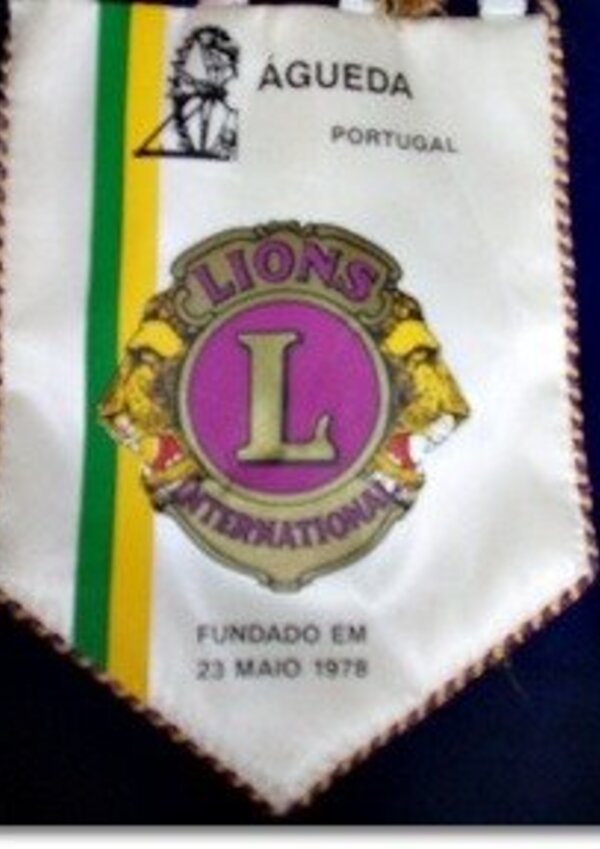 ÁGUEDA
PORTUGAL
LIONS
L
INTERNATIONAL
FUNDADO EM
23 MAIO 1978